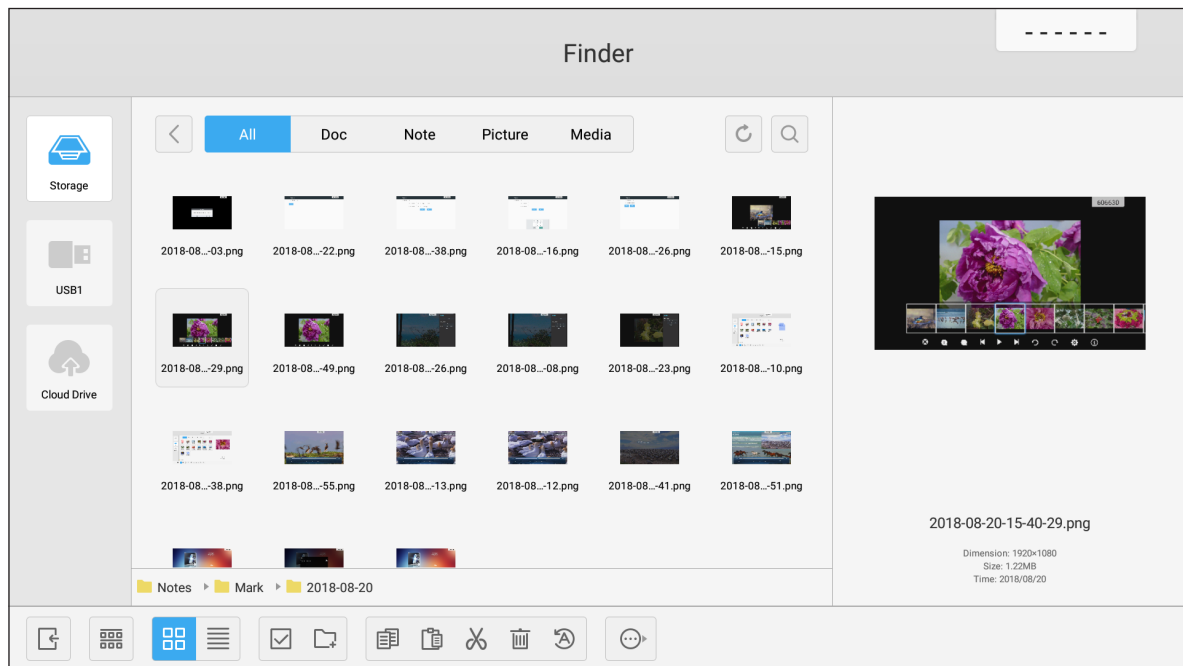 - - - - - -
Finder
All Doc Note Picture Media
Storage
USB1
Cloud Drive
2018-08...-03.png 2018-08...-22.png 2018-08...-38.png 2018-08...-16.png 2018-08...-26.png 2018-08...-15.png
2018-08...-29.png 2018-08...-49.png 2018-08...-26.png 2018-08...-08.png 2018-08...-23.png 2018-08...-10.png
2018-08...-38.png 2018-08...-55.png 2018-08...-13.png 2018-08...-12.png 2018-08...-41.png 2018-08...-51.png
606630
2018-08-20-15-40-29.png
Dimension: 1920×1080
Size: 1.22MB
Time: 2018/08/20
Notes Mark 2018-08-20